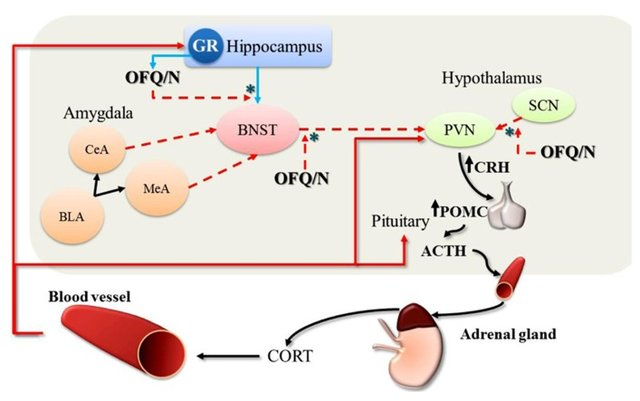 GR
Hippocampus
OFQ/N
*
Hypothalamus
Amygdala
SCN
CeA
BNST
*
PVN
*
OFQ/N
CRH
MeA
OFQ/N
BLA
Pituitary
POMC
ACTH
Blood vessel
Adrenal gland
CORT